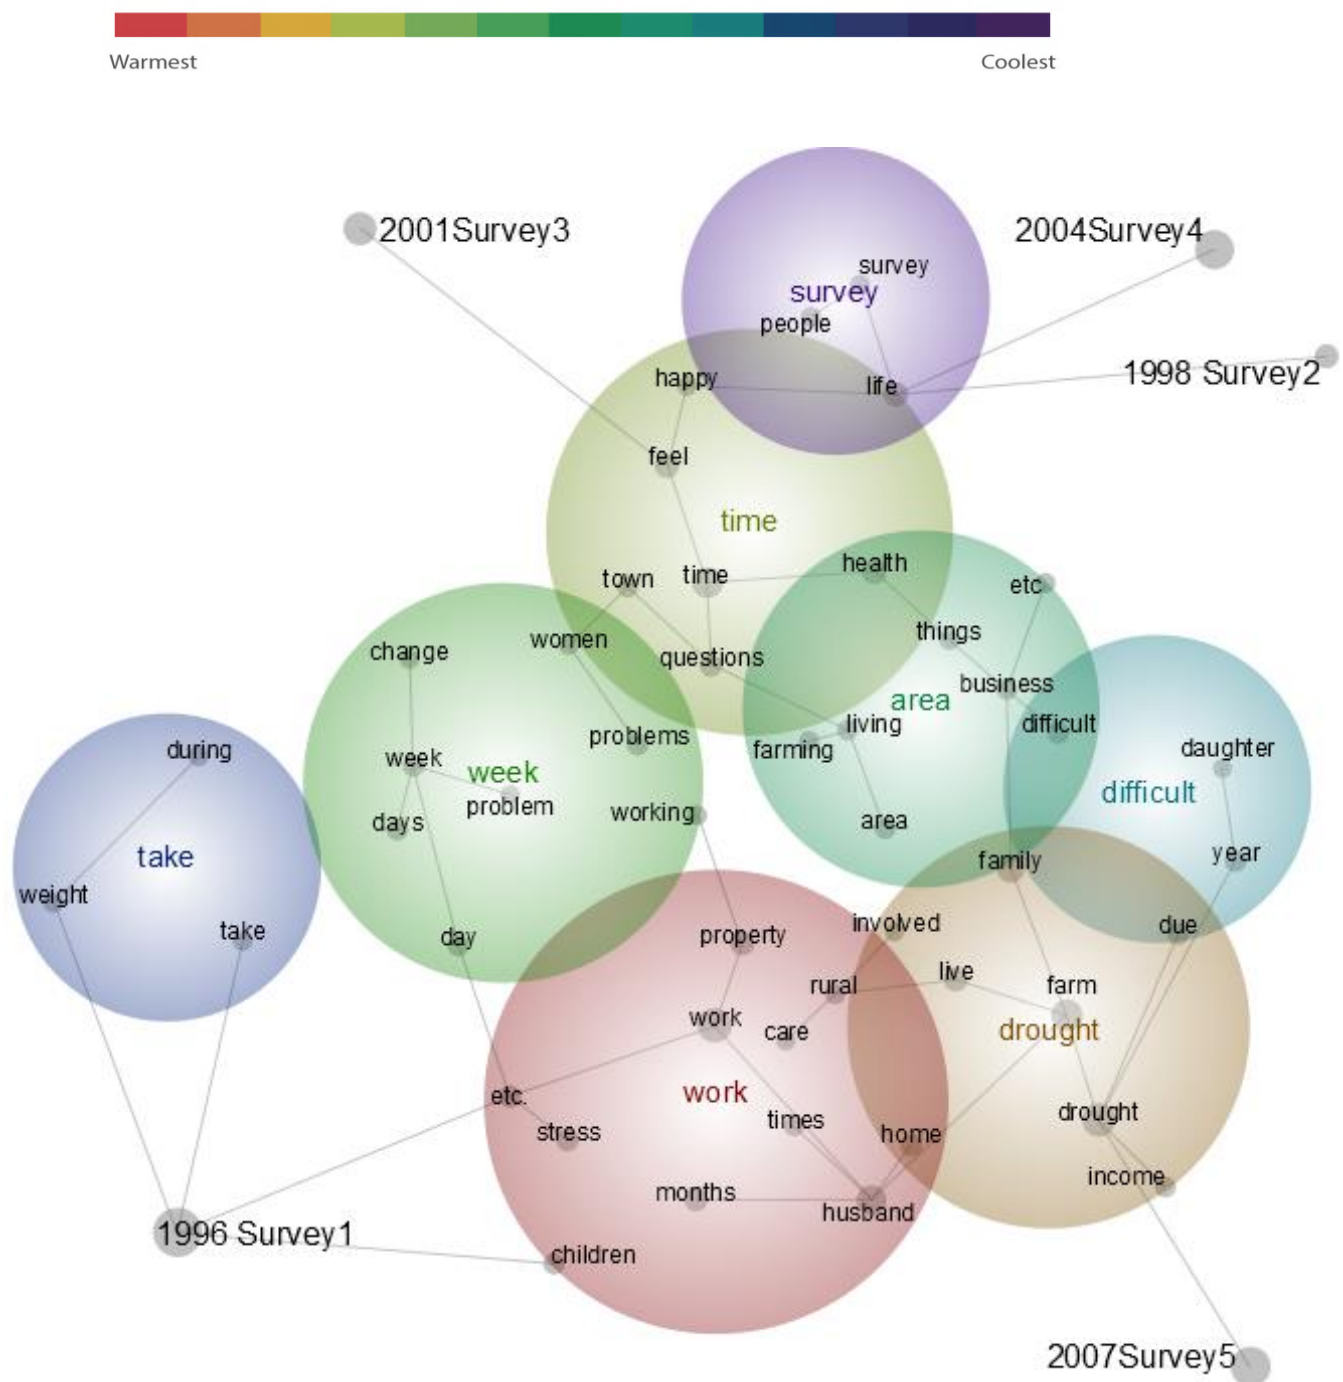 Warmest
Coolest
2001Survey3
2004Survey4
survey
survey
people
1998 Survey2
happy
life
feel
time
health
town
time
etc
women
things
change
questions
business
area
living
difficult
problems
farming
daughter
during
week
week
problem
difficult
working
days
area
take
year
family
weight
take
day
property
involved
due
live
rural
farm
work
care
drought
work
etc.
times
drought
stress
home
income
months
husband
1996 Survey1
children
2007Survey5